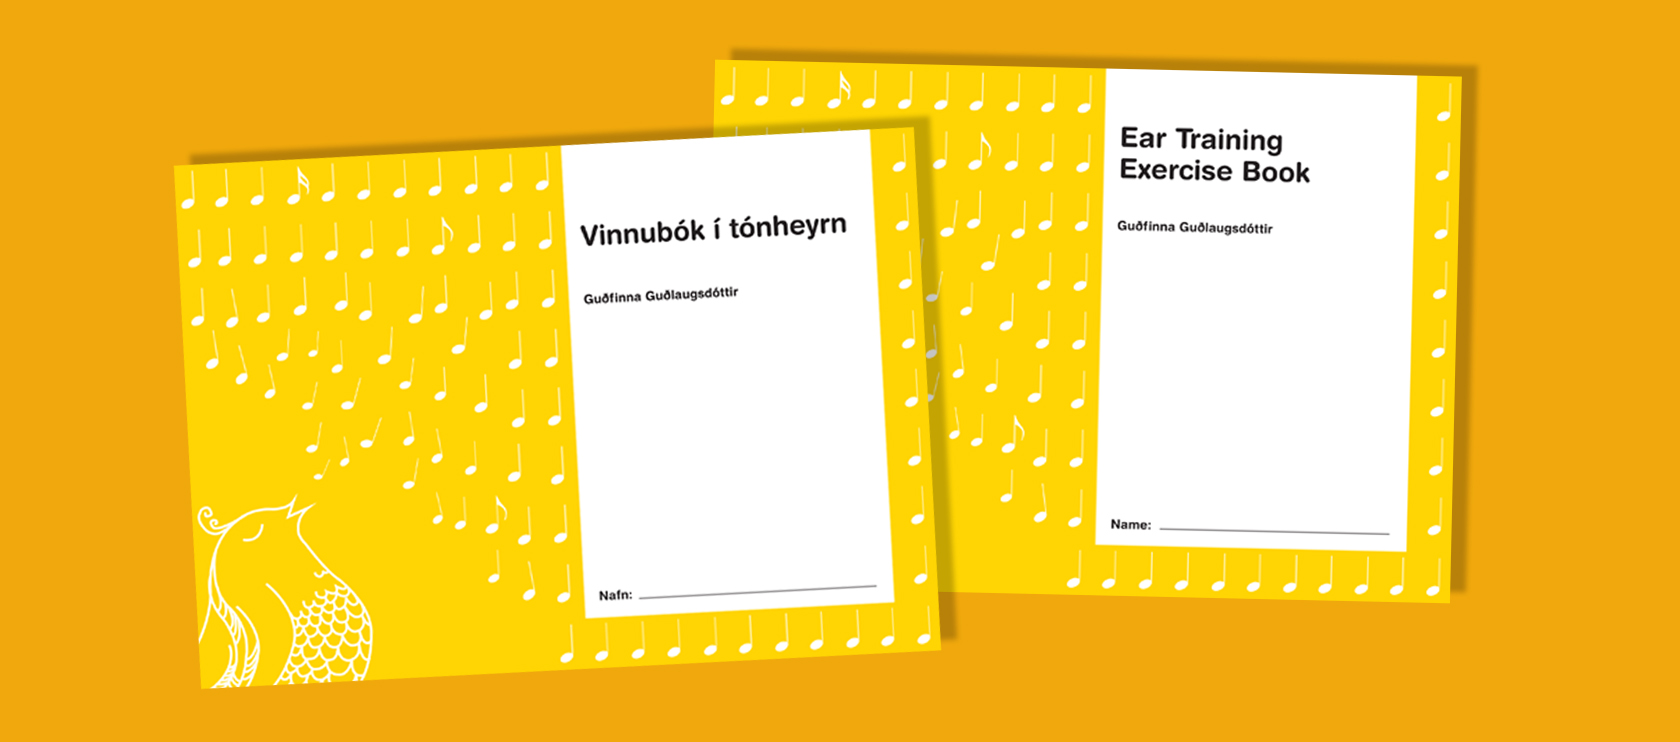 Vinnubók í tónheyrn
Guðfinna Guðlaugsdóttir
Nafn:
Ear Training
Exercise Book
Guðfinna Guðlaugsdóttir
Name: